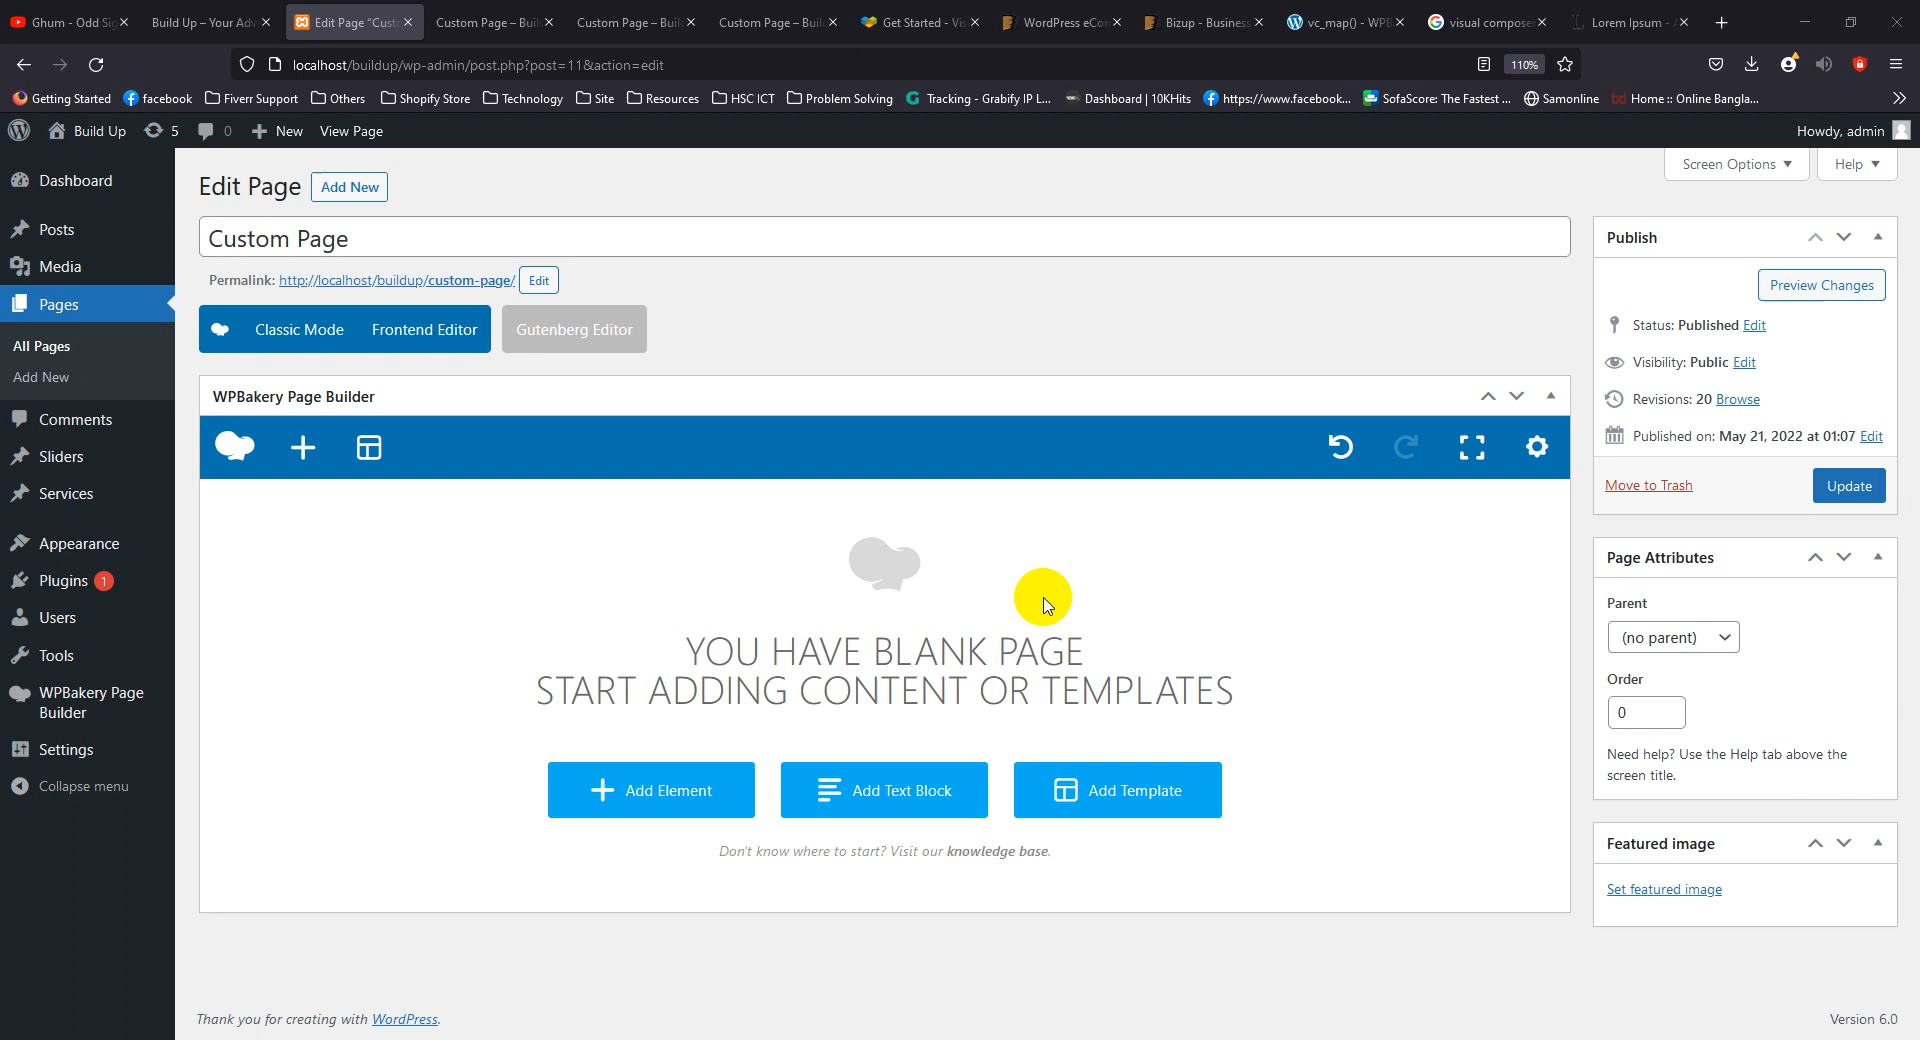 Ghum - Odd Si
Build Up – Your Adv
Edit Page "Cust
Custom Page – Buil
Custom Page – Buil
Custom Page – Buil
Get Started - Vis
WordPress eCon
Bizup - Business
vc_map() - WPB
visual compose
Lorem Ipsum -
localhost/buildup/wp-admin/post.php?post=11&action=edit
110%
Getting Started
facebook
Fiverr Support
Others
Shopify Store
Technology
Site
Resources
HSC ICT
Problem Solving
Tracking - Grabify IP L...
Dashboard | 10KHits
https://www.facebook...
SofaScore: The Fastest ...
Samonline
Home :: Online Bangla...
Build Up
5
0
New
View Page
Howdy, admin
Screen Options
Help
Dashboard
Posts
Media
Pages
All Pages
Add New
Comments
Sliders
Services
Appearance
Plugins 1
Users
Tools
WPBakery Page
Builder
Settings
Collapse menu
Edit Page
Add New
Custom Page
Permalink: http://localhost/buildup/custom-page/ Edit
Classic Mode
Frontend Editor
Gutenberg Editor
WPBakery Page Builder
YOU HAVE BLANK PAGE
START ADDING CONTENT OR TEMPLATES
Add Element
Add Text Block
Add Template
Don't know where to start? Visit our knowledge base.
Publish
Preview Changes
Status: Published Edit
Visibility: Public Edit
Revisions: 20 Browse
Published on: May 21, 2022 at 01:07 Edit
Move to Trash
Update
Page Attributes
Parent
(no parent)
Order
0
Need help? Use the Help tab above the
screen title.
Featured image
Set featured image
Thank you for creating with WordPress.
Version 6.0